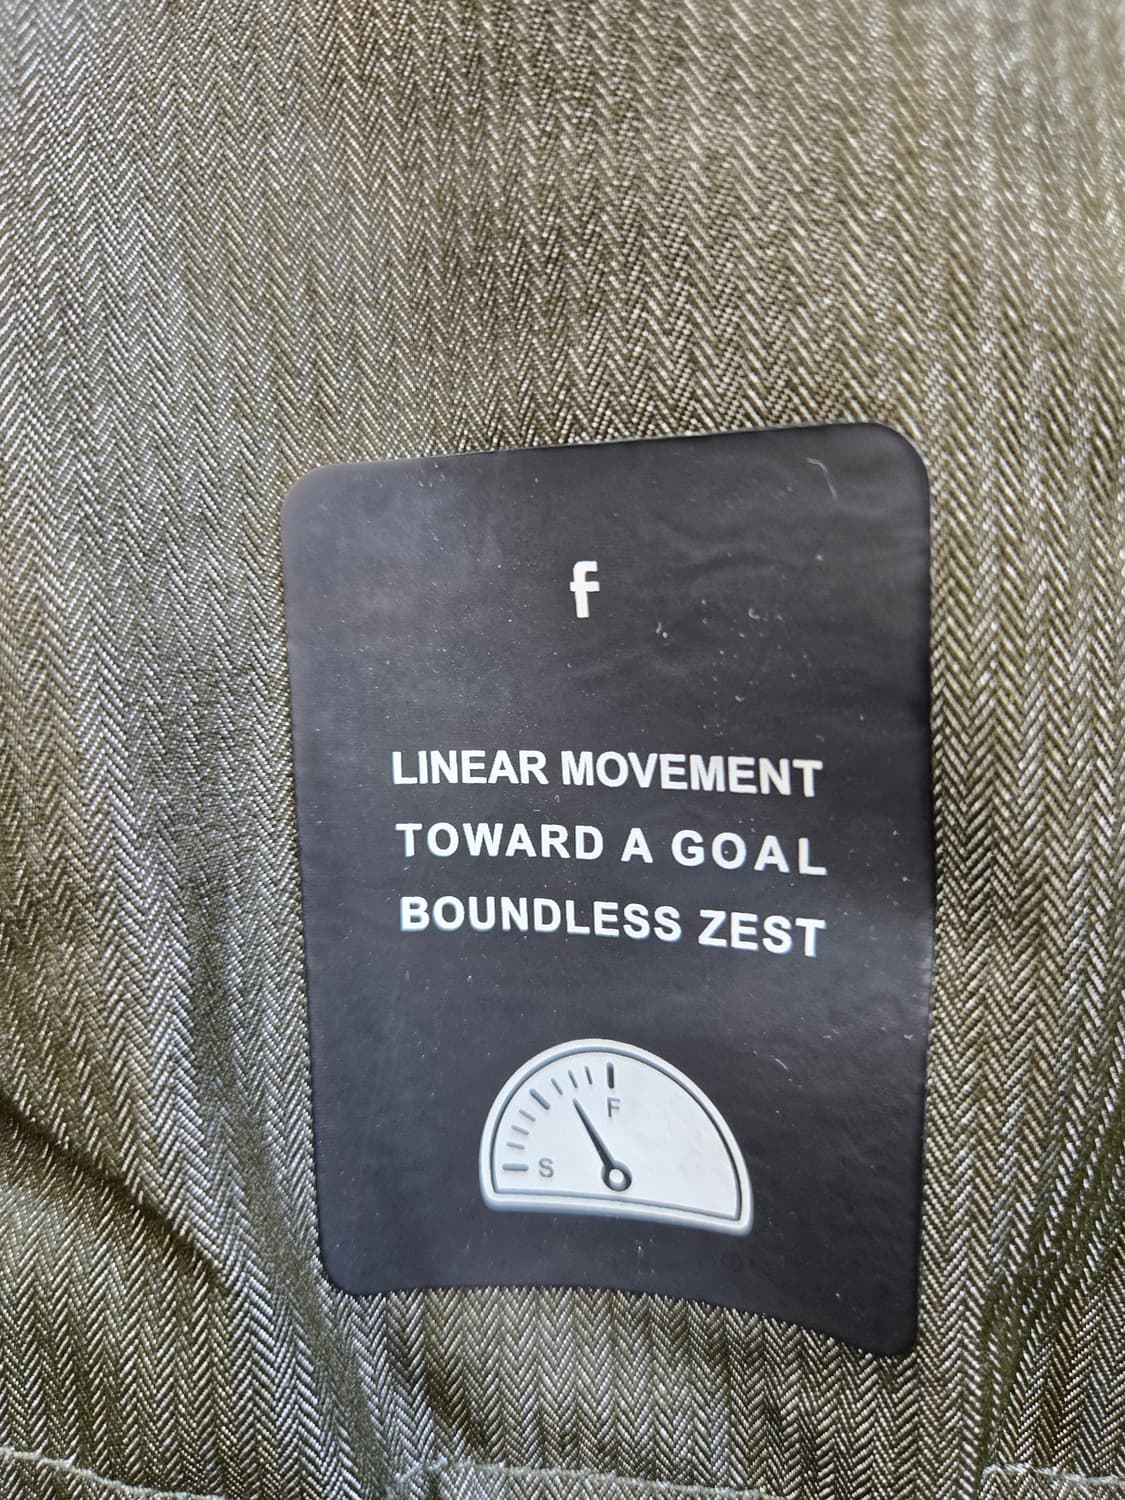 f
LINEAR MOVEMENT
TOWARD A GOAL
BOUNDLESS ZEST
F
S